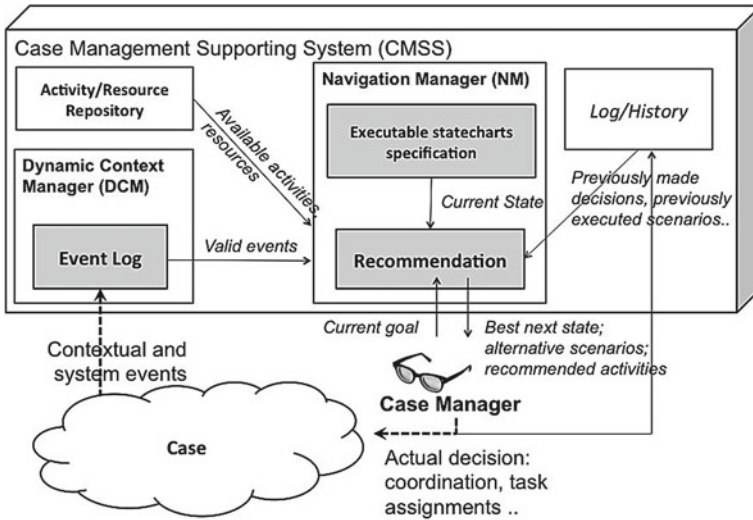 Case Management Supporting System (CMSS)
Activity/Resource
Repository
Available activities,
resources
Navigation Manager (NM)
Executable statecharts
specification
Log/History
Dynamic Context
Manager (DCM)
Event Log
Valid events
Current State
Recommendation
Previously made
decisions, previously
executed scenarios..
Current goal
Best next state;
alternative scenarios;
recommended activities
Contextual and
system events
Case Manager
Case
Actual decision:
coordination, task
assignments ..